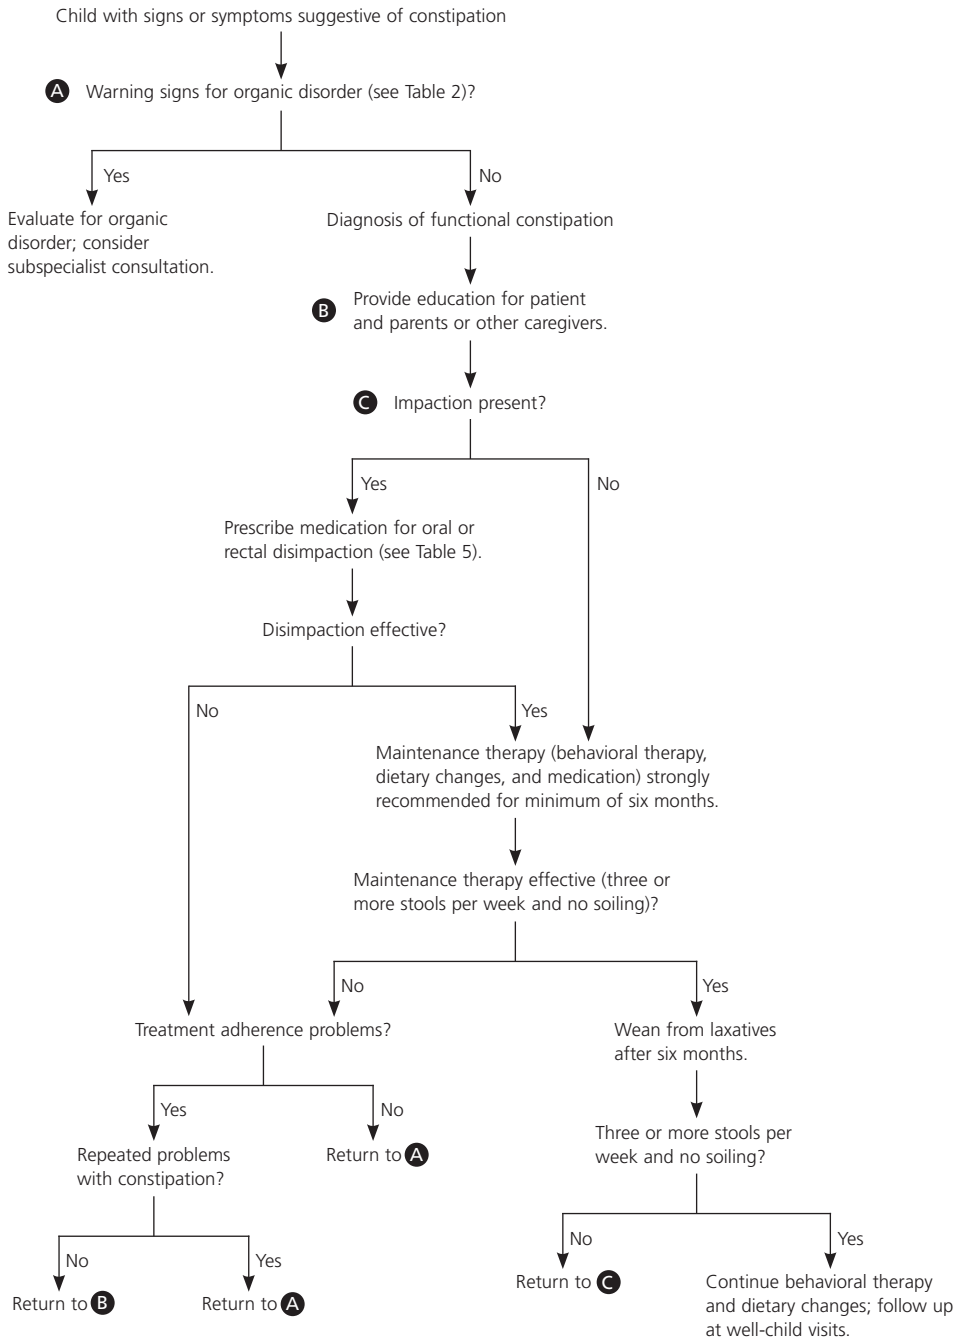 Child with signs or symptoms suggestive of constipation
A Warning signs for organic disorder (see Table 2)?
Yes
No
Evaluate for organic
disorder; consider
subspecialist consultation.
Diagnosis of functional constipation
B Provide education for patient
and parents or other caregivers.
C Impaction present?
Yes
No
Prescribe medication for oral or
rectal disimpaction (see Table 5).
Disimpaction effective?
No
Yes
Maintenance therapy (behavioral therapy,
dietary changes, and medication) strongly
recommended for minimum of six months.
Maintenance therapy effective (three or
more stools per week and no soiling)?
No
Yes
Treatment adherence problems?
Wean from laxatives
after six months.
Yes
No
Repeated problems
with constipation?
Return to A
Three or more stools per
week and no soiling?
No
Yes
Return to B
Return to A
No
Yes
Return to C
Continue behavioral therapy
and dietary changes; follow up
at well-child visits.